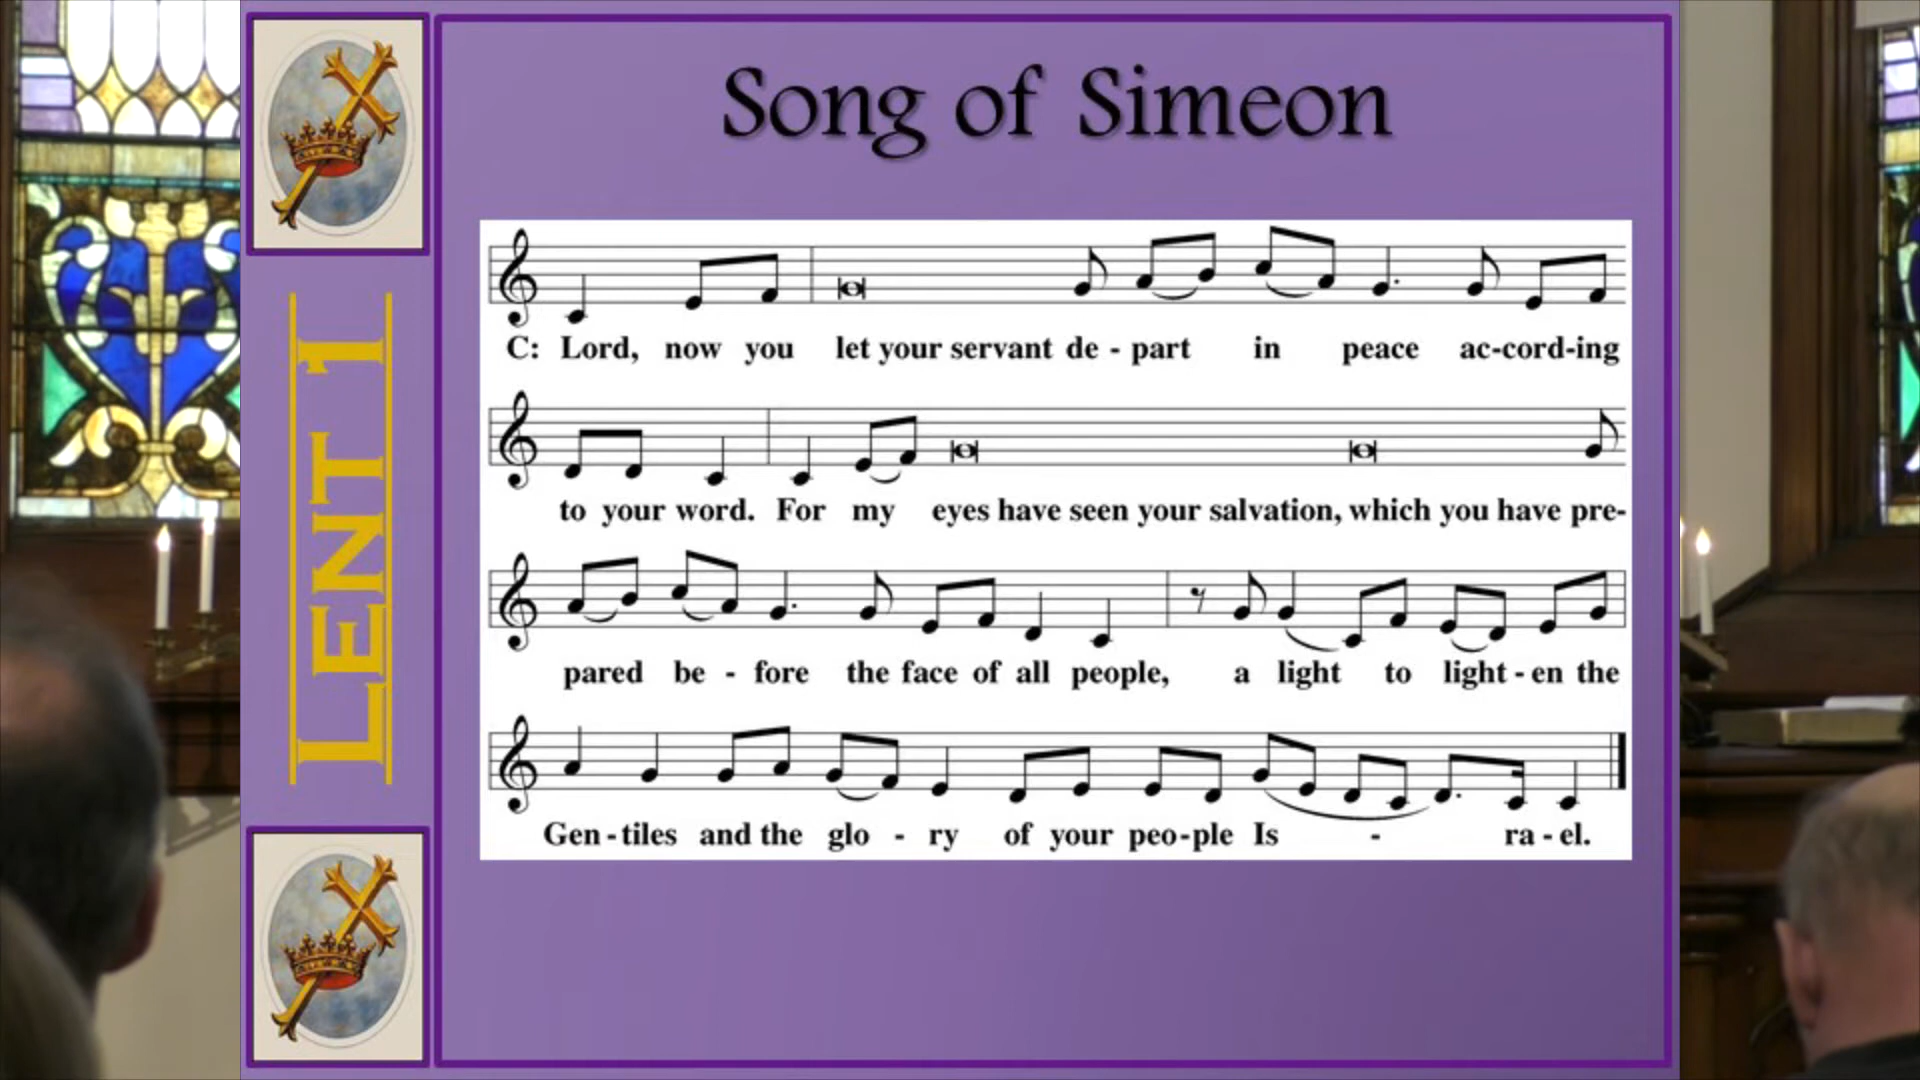 Song of Simeon
LENT 1
C: Lord, now you let your servant de - part in peace ac-cord-ing
to your word. For my eyes have seen your salvation, which you have pre-
pared be - fore the face of all people, a light to light - en the
Gen - tiles and the glo - ry of your peo-ple Is - ra - el.